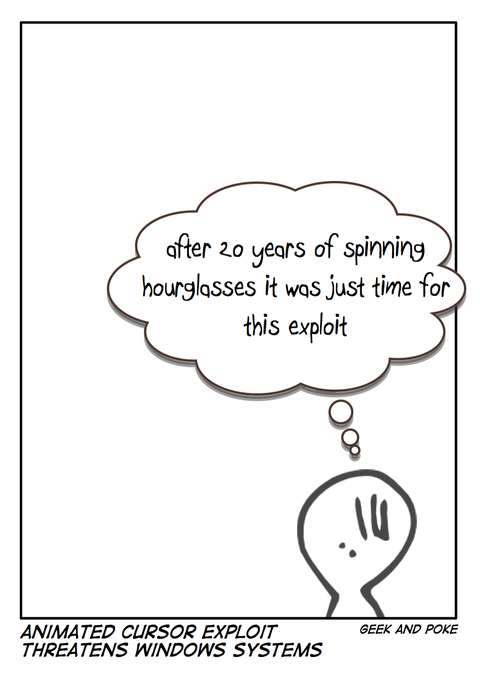 after 20 years of spinning
hourglasses it was just time for
this exploit
ANIMATED CURSOR EXPLOIT
THREATENS WINDOWS SYSTEMS
GEEK AND POKE